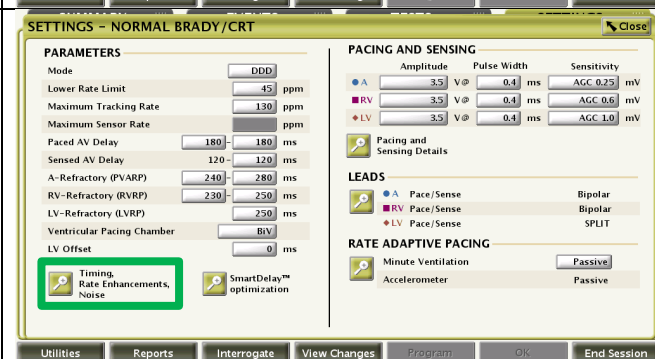 SETTINGS - NORMAL BRADY/CRT
Close
PARAMETERS
Mode DDD
Lower Rate Limit 45 ppm
Maximum Tracking Rate 130 ppm
Maximum Sensor Rate ppm
Paced AV Delay 180 - 180 ms
Sensed AV Delay 120 - 120 ms
A-Refractory (PVARP) 240 - 280 ms
RV-Refractory (RVRP) 230 - 250 ms
LV-Refractory (LVRP) 250 ms
Ventricular Pacing Chamber BiV
LV Offset 0 ms
Timing,
Rate Enhancements,
Noise
SmartDelay™
optimization
PACING AND SENSING
Amplitude Pulse Width Sensitivity
A 3.5 V@ 0.4 ms AGC 0.25 mV
RV 3.5 V@ 0.4 ms AGC 0.6 mV
LV 3.5 V@ 0.4 ms AGC 1.0 mV
Pacing and
Sensing Details
LEADS
A Pace/Sense Bipolar
RV Pace/Sense Bipolar
LV Pace/Sense SPLIT
RATE ADAPTIVE PACING
Minute Ventilation Passive
Accelerometer Passive
Utilities Reports Interrogate View Changes Program OK End Session